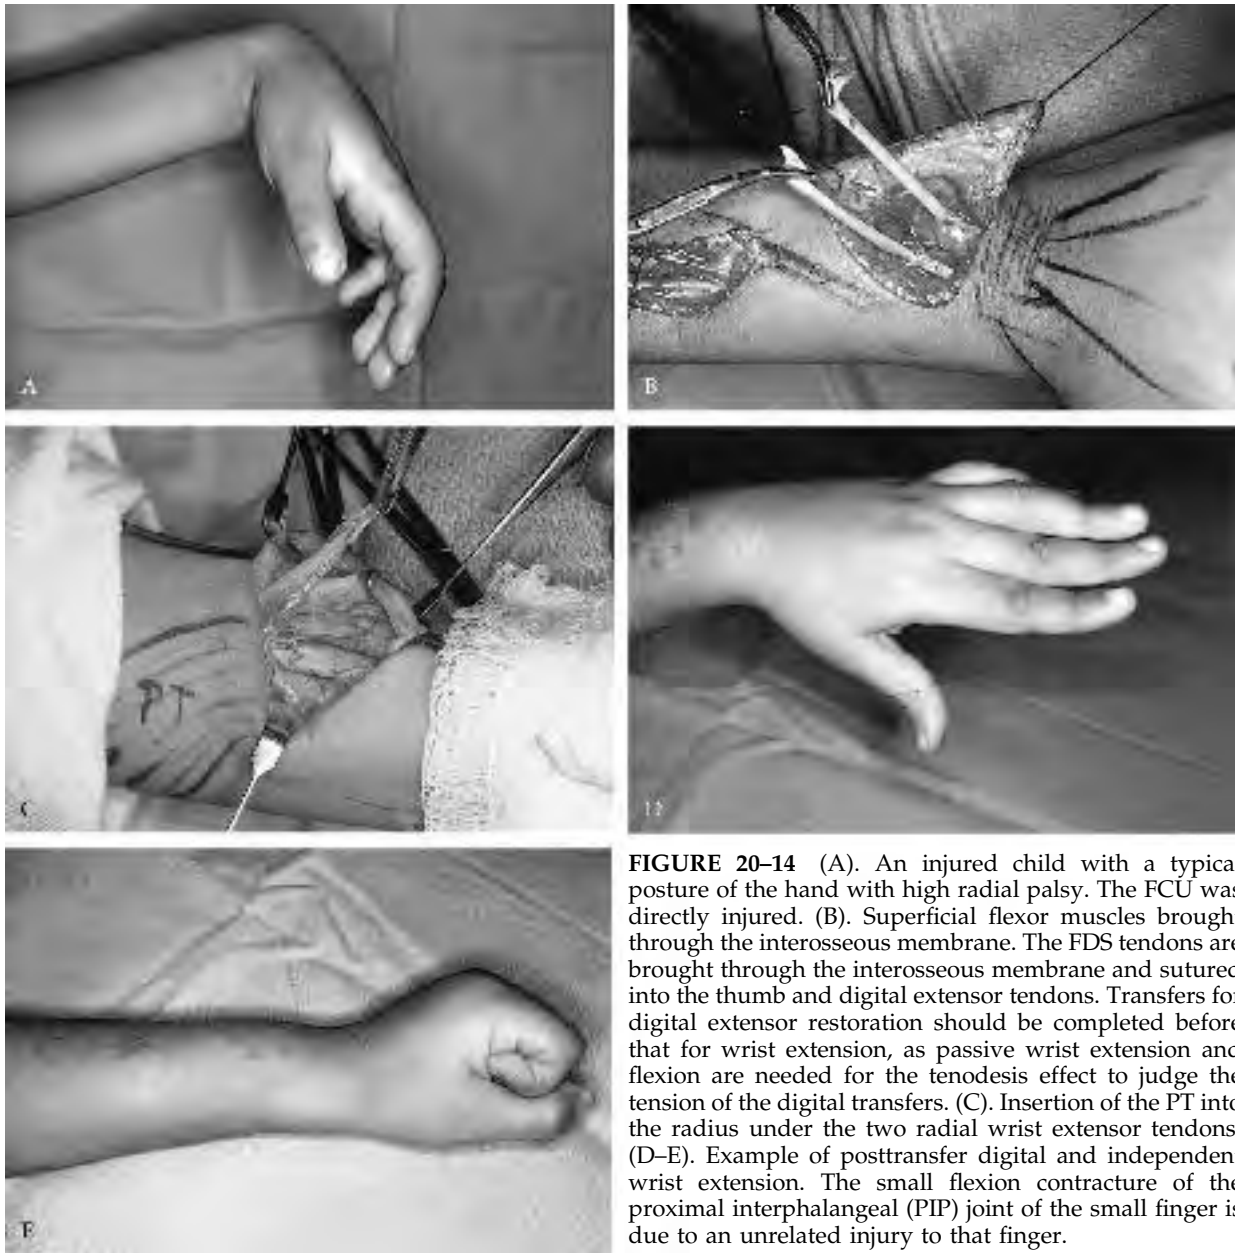 A
B
PT
C
D
E
FIGURE 20–14 (A). An injured child with a typica
posture of the hand with high radial palsy. The FCU was
directly injured. (B). Superficial flexor muscles brough
through the interosseous membrane. The FDS tendons are
brought through the interosseous membrane and sutured
into the thumb and digital extensor tendons. Transfers fo
digital extensor restoration should be completed before
that for wrist extension, as passive wrist extension and
flexion are needed for the tenodesis effect to judge the
tension of the digital transfers. (C). Insertion of the PT into
the radius under the two radial wrist extensor tendons
(D–E). Example of posttransfer digital and independen
wrist extension. The small flexion contracture of the
proximal interphalangeal (PIP) joint of the small finger is
due to an unrelated injury to that finger.